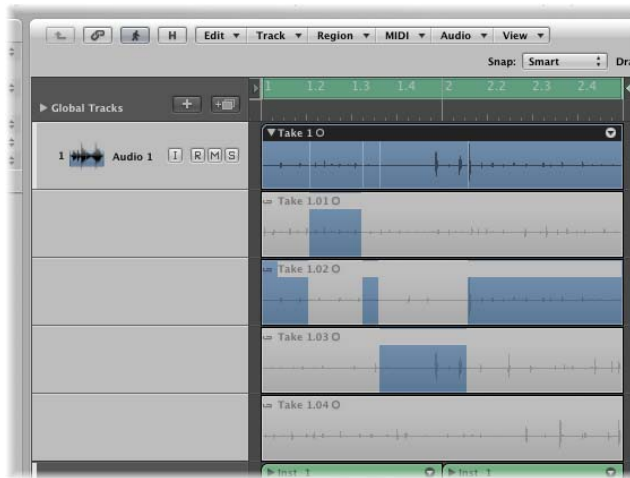 H Edit Track Region MIDI Audio View
Snap: Smart Dra
1 1.2 1.3 1.4 2 2.2 2.3 2.4
Global Tracks
Take 1
1 Audio 1 I R M S
Take 1.01
Take 1.02
Take 1.03
Take 1.04
Inst 1 Inst 1